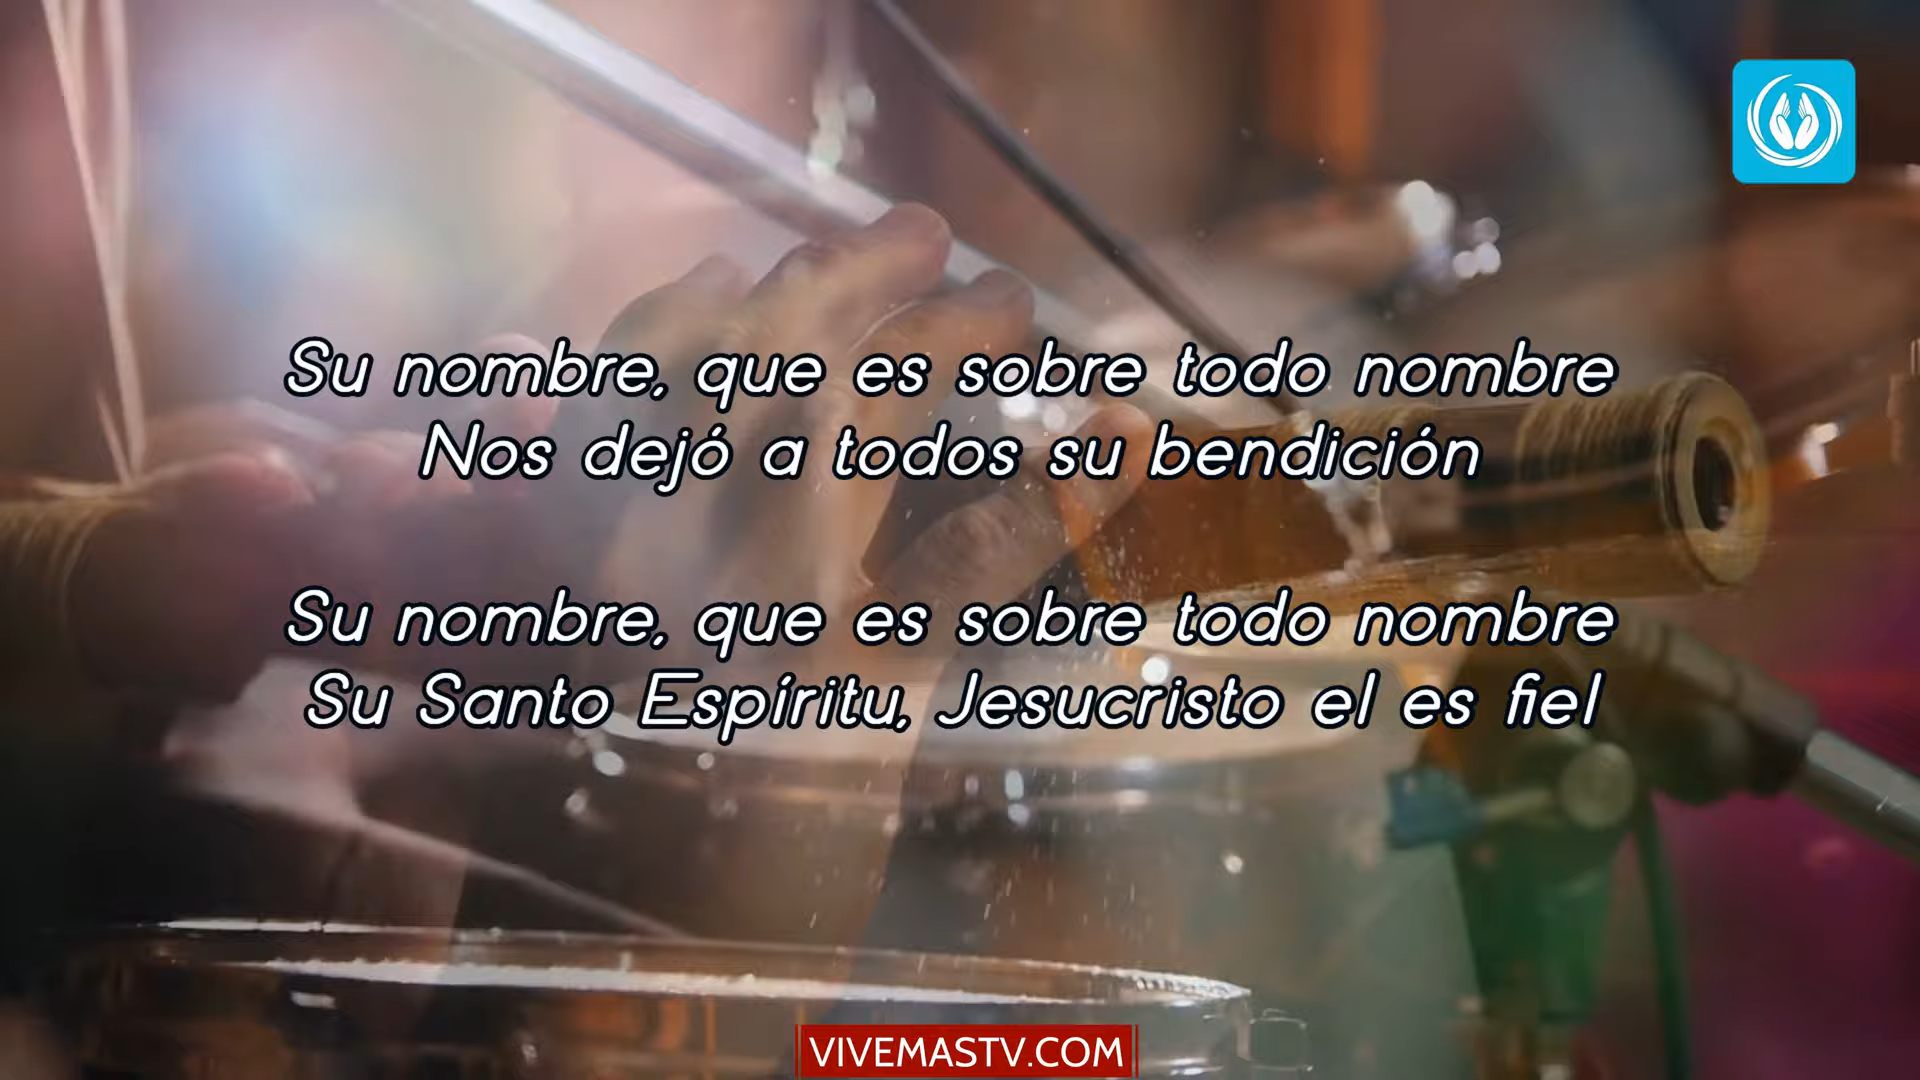 Su nombre, que es sobre todo nombre
Nos dejó a todos su bendición
Su nombre, que es sobre todo nombre
Su Santo Espíritu, Jesucristo el es fiel
VIVEMASTV.COM